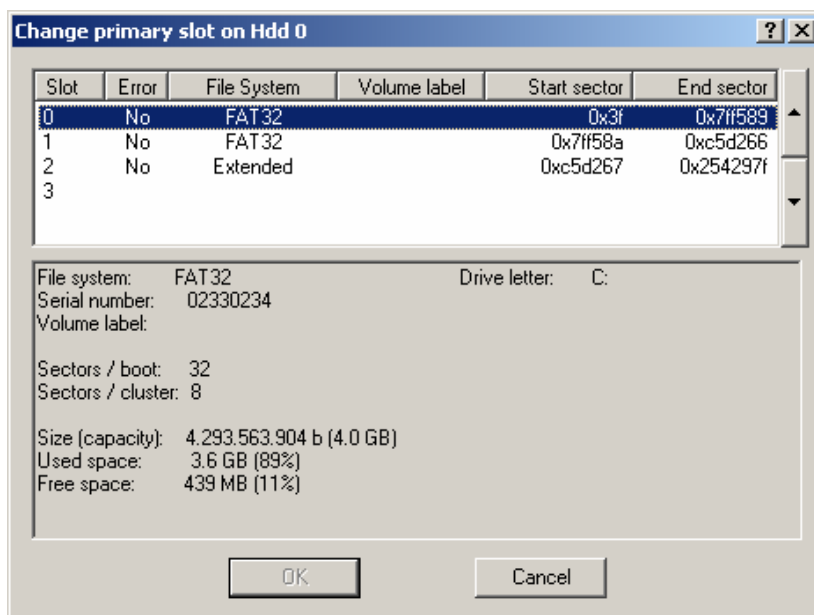 Change primary slot on Hdd 0
Slot Error File System Volume label Start sector End sector
0 No FAT32 0x3f 0x7ff589
1 No FAT32 0x7ff58a 0xc5d266
2 No Extended 0xc5d267 0x254297f
3
File system: FAT32 Drive letter: C:
Serial number: 02330234
Volume label:
Sectors / boot: 32
Sectors / cluster: 8
Size (capacity): 4.293.563.904 b (4.0 GB)
Used space: 3.6 GB (89%)
Free space: 439 MB (11%)
OK Cancel